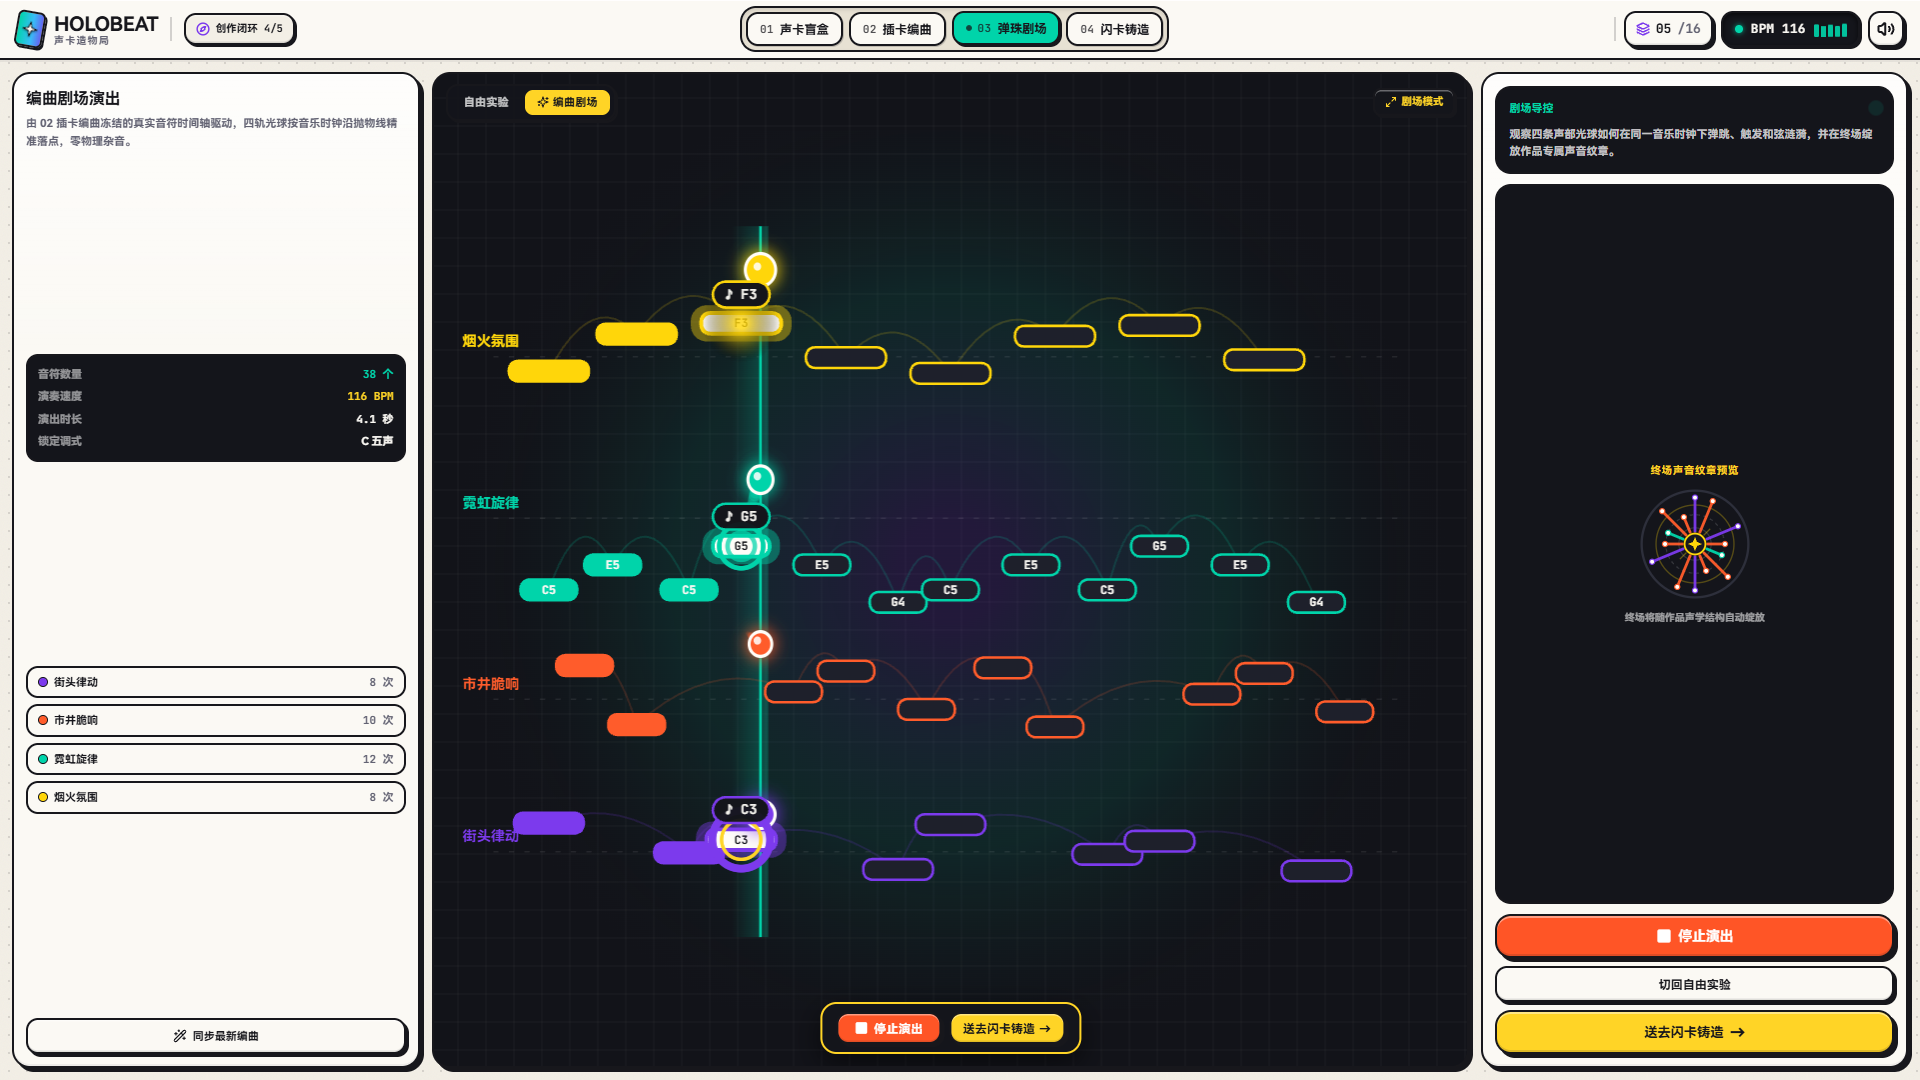 HOLOBEAT
声卡造物局
创作闭环 4/5
01 声卡盲盒
02 插卡编曲
03 弹珠剧场
04 闪卡铸造
05 /16
BPM 116
编曲剧场演出
由 02 插卡编曲冻结的真实音符时间轴驱动，四轨光球按音乐时钟沿抛物线精
准落点，零物理杂音。
音符数量 38 个
演奏速度 116 BPM
演出时长 4.1 秒
锁定调式 C 五声
街头律动 8 次
市井脆响 10 次
霓虹旋律 12 次
烟火氛围 8 次
同步最新编曲
自由实验
编曲剧场
剧场模式
烟火氛围
♪ F3
F3
霓虹旋律
♪ G5
C5 E5 C5 G5 E5 G4 C5 E5 C5 G5 E5 G4
市井脆响
街头律动
♪ C3
C3
停止演出
送去闪卡铸造 →
剧场导控
观察四条声部光球如何在同一音乐时钟下弹跳、触发和弦涟漪，并在终场绽
放作品专属声音纹章。
终场声音纹章预览
终场将随作品声学结构自动绽放
停止演出
切回自由实验
送去闪卡铸造 →